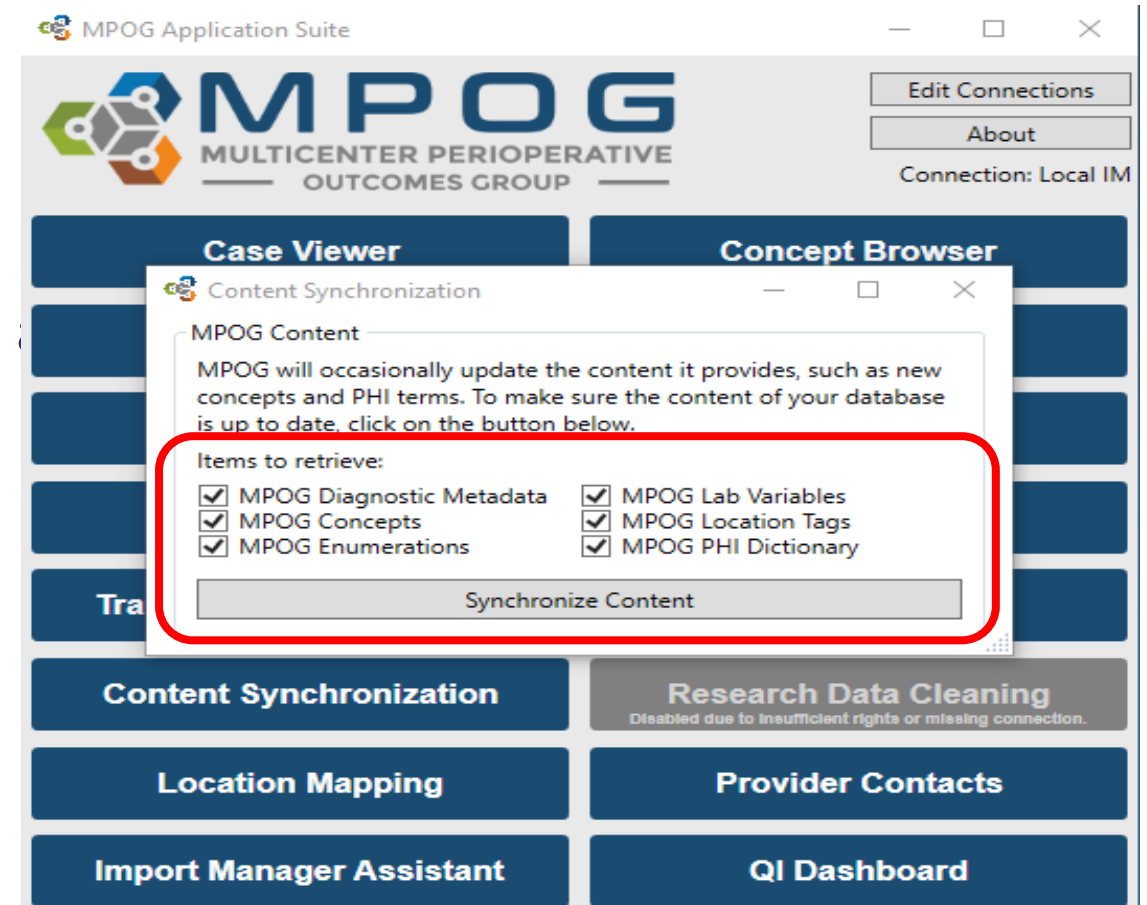 MPOG Application Suite
MPOG
MULTICENTER PERIOPERATIVE
OUTCOMES GROUP
Edit Connections
About
Connection: Local IM
Case Viewer
Concept Browser
Content Synchronization
MPOG Content
MPOG will occasionally update the content it provides, such as new
concepts and PHI terms. To make sure the content of your database
is up to date, click on the button below.
Items to retrieve:
MPOG Diagnostic Metadata
MPOG Lab Variables
MPOG Concepts
MPOG Location Tags
MPOG Enumerations
MPOG PHI Dictionary
Synchronize Content
Tra
Content Synchronization
Research Data Cleaning
Disabled due to insufficient rights or missing connection.
Location Mapping
Provider Contacts
Import Manager Assistant
QI Dashboard